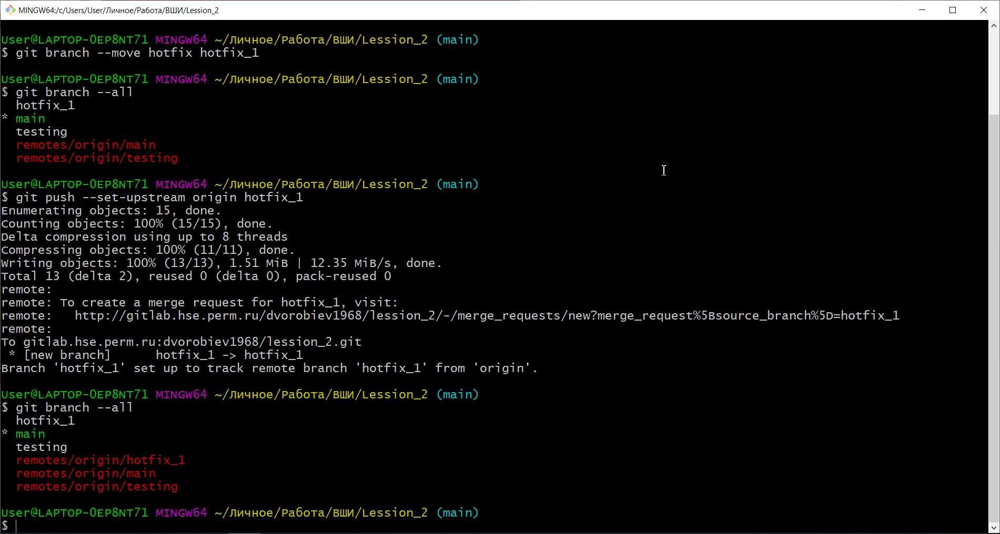 MINGW64:/c/Users/User/Личное/Работа/ВШИ/Lession_2
User@LAPTOP-0EP8NT71 MINGW64 ~/Личное/Работа/ВШИ/Lession_2 (main)
$ git branch --move hotfix hotfix_1
User@LAPTOP-0EP8NT71 MINGW64 ~/Личное/Работа/ВШИ/Lession_2 (main)
$ git branch --all
  hotfix_1
* main
  testing
  remotes/origin/main
  remotes/origin/testing
User@LAPTOP-0EP8NT71 MINGW64 ~/Личное/Работа/ВШИ/Lession_2 (main)
$ git push --set-upstream origin hotfix_1
Enumerating objects: 15, done.
Counting objects: 100% (15/15), done.
Delta compression using up to 8 threads
Compressing objects: 100% (11/11), done.
Writing objects: 100% (13/13), 1.51 MiB | 12.35 MiB/s, done.
Total 13 (delta 2), reused 0 (delta 0), pack-reused 0
remote:
remote: To create a merge request for hotfix_1, visit:
remote:   http://gitlab.hse.perm.ru/dvorobiev1968/lession_2/-/merge_requests/new?merge_request%5Bsource_branch%5D=hotfix_1
remote:
To gitlab.hse.perm.ru:dvorobiev1968/lession_2.git
 * [new branch]      hotfix_1 -> hotfix_1
Branch 'hotfix_1' set up to track remote branch 'hotfix_1' from 'origin'.
User@LAPTOP-0EP8NT71 MINGW64 ~/Личное/Работа/ВШИ/Lession_2 (main)
$ git branch --all
  hotfix_1
* main
  testing
  remotes/origin/hotfix_1
  remotes/origin/main
  remotes/origin/testing
User@LAPTOP-0EP8NT71 MINGW64 ~/Личное/Работа/ВШИ/Lession_2 (main)
$